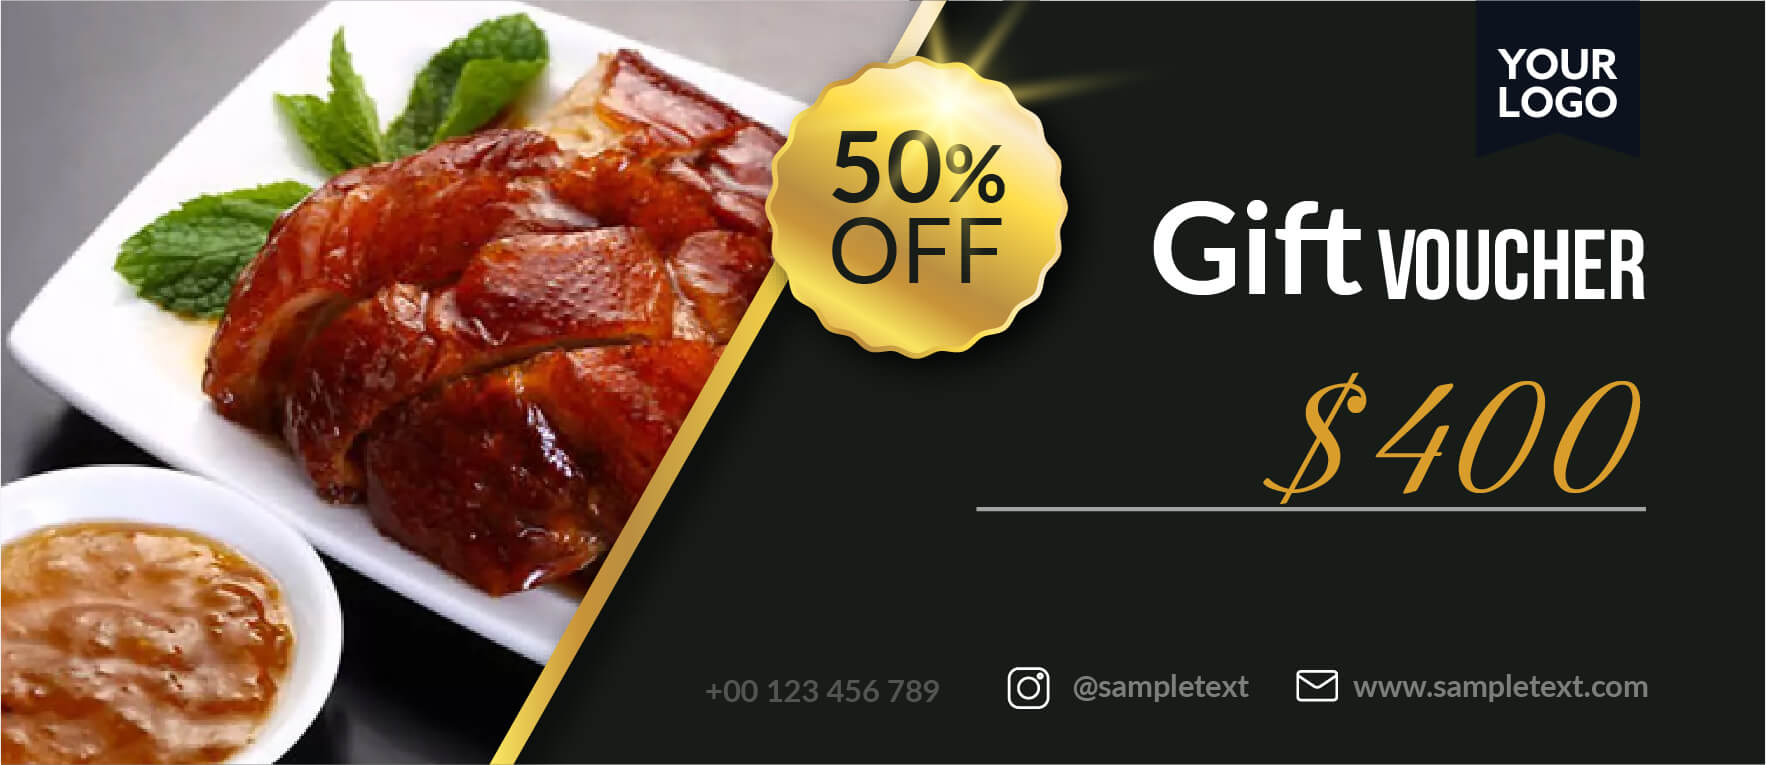 YOUR
LOGO
50%
OFF
Gift VOUCHER
$400
+00 123 456 789
@sampletext
www.sampletext.com